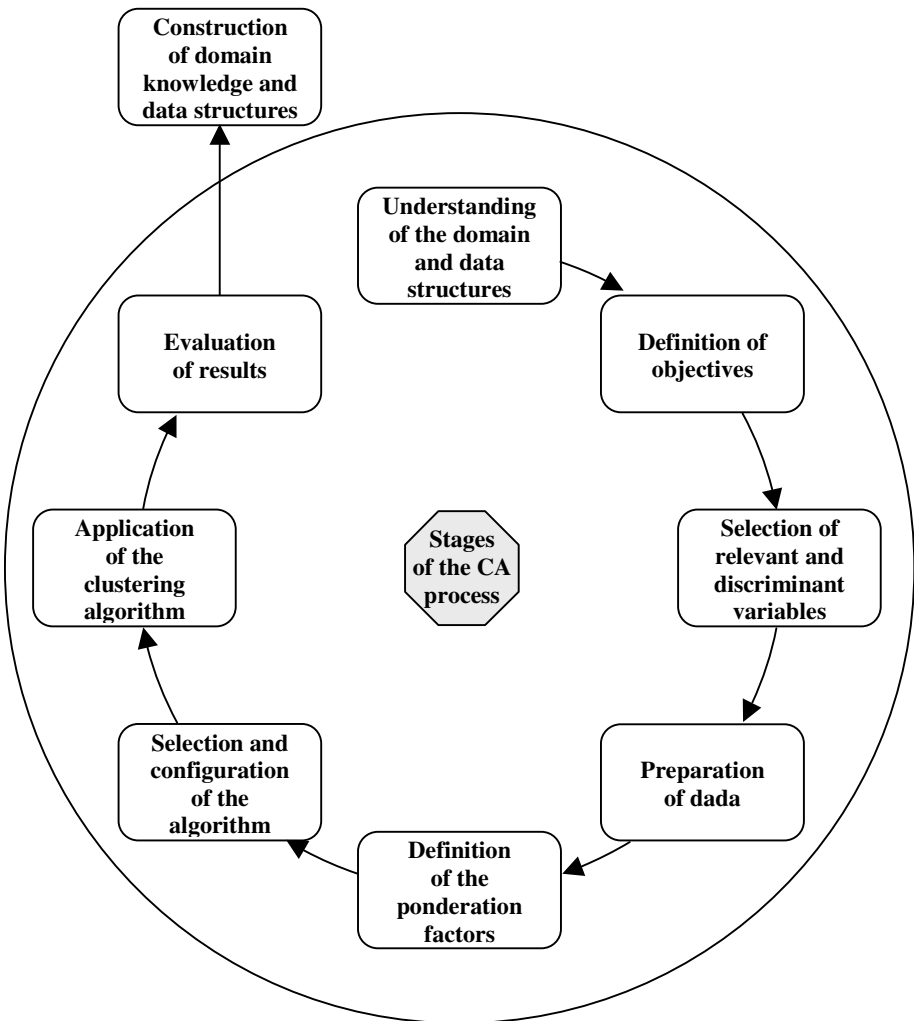 Construction
of domain
knowledge and
data structures
Understanding
of the domain
and data
structures
Definition of
objectives
Selection of
relevant and
discriminant
variables
Preparation
of dada
Definition
of the
ponderation
factors
Selection and
configuration
of the
algorithm
Application
of the
clustering
algorithm
Evaluation
of results
Stages
of the CA
process